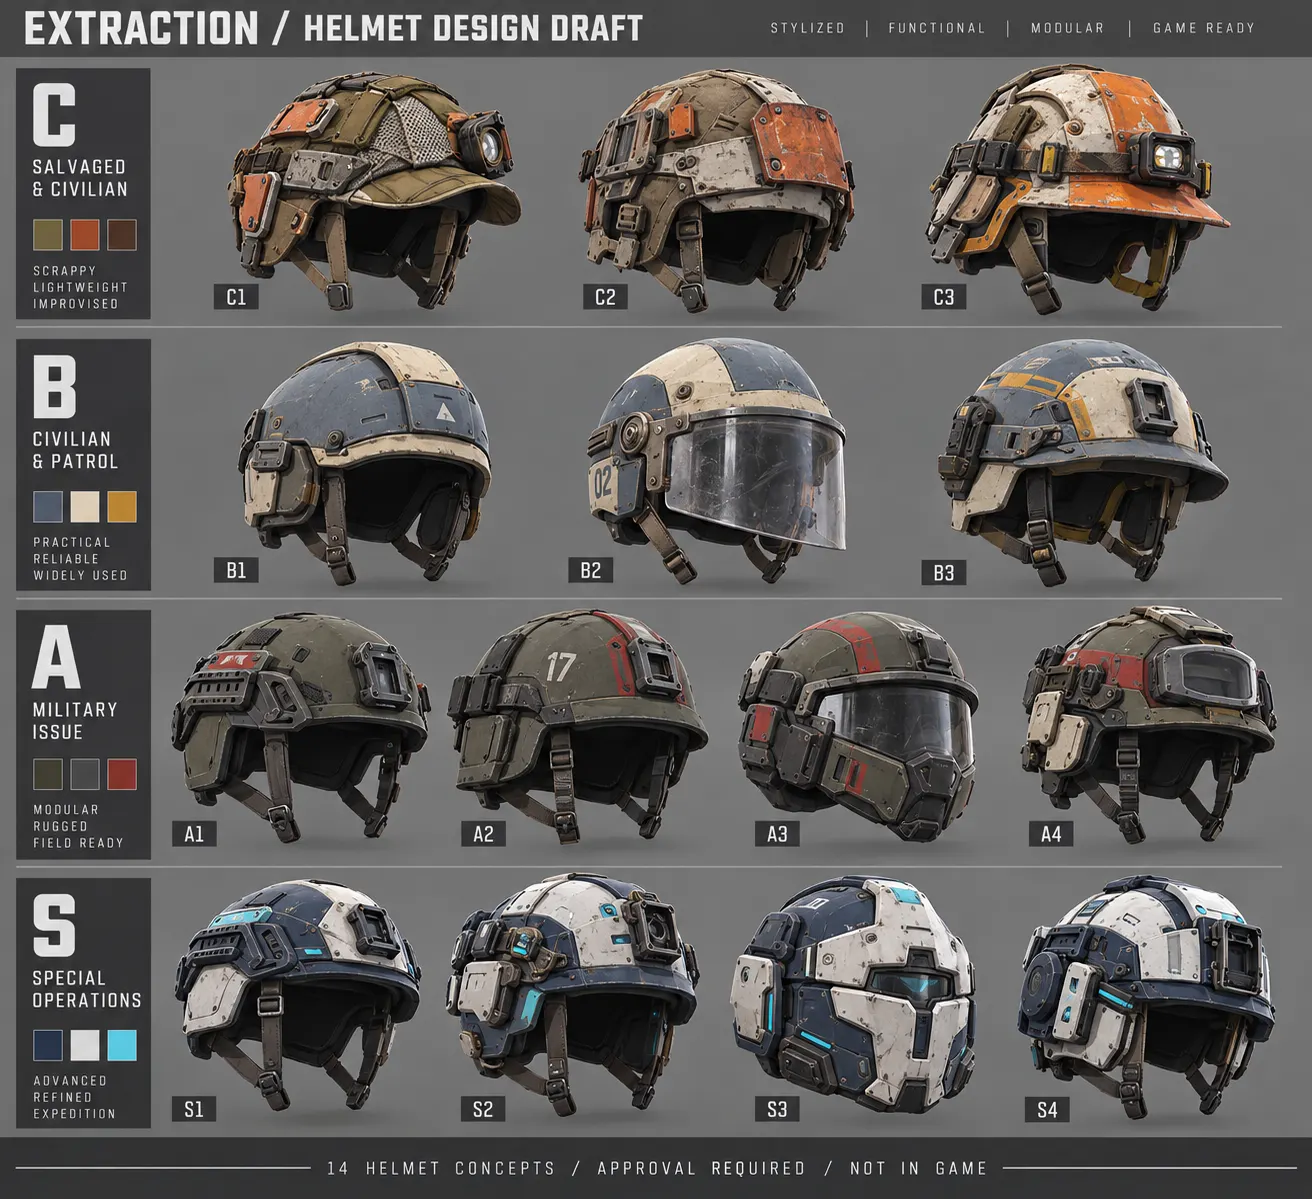 EXTRACTION / HELMET DESIGN DRAFT
STYLIZED | FUNCTIONAL | MODULAR | GAME READY
C
SALVAGED
& CIVILIAN
SCRAPPY
LIGHTWEIGHT
IMPROVISED
C1
C2
C3
B
CIVILIAN
& PATROL
PRACTICAL
RELIABLE
WIDELY USED
B1
02
B2
B3
A
MILITARY
ISSUE
MODULAR
RUGGED
FIELD READY
A1
17
A2
A3
A4
S
SPECIAL
OPERATIONS
ADVANCED
REFINED
EXPEDITION
S1
S2
S3
S4
14 HELMET CONCEPTS / APPROVAL REQUIRED / NOT IN GAME